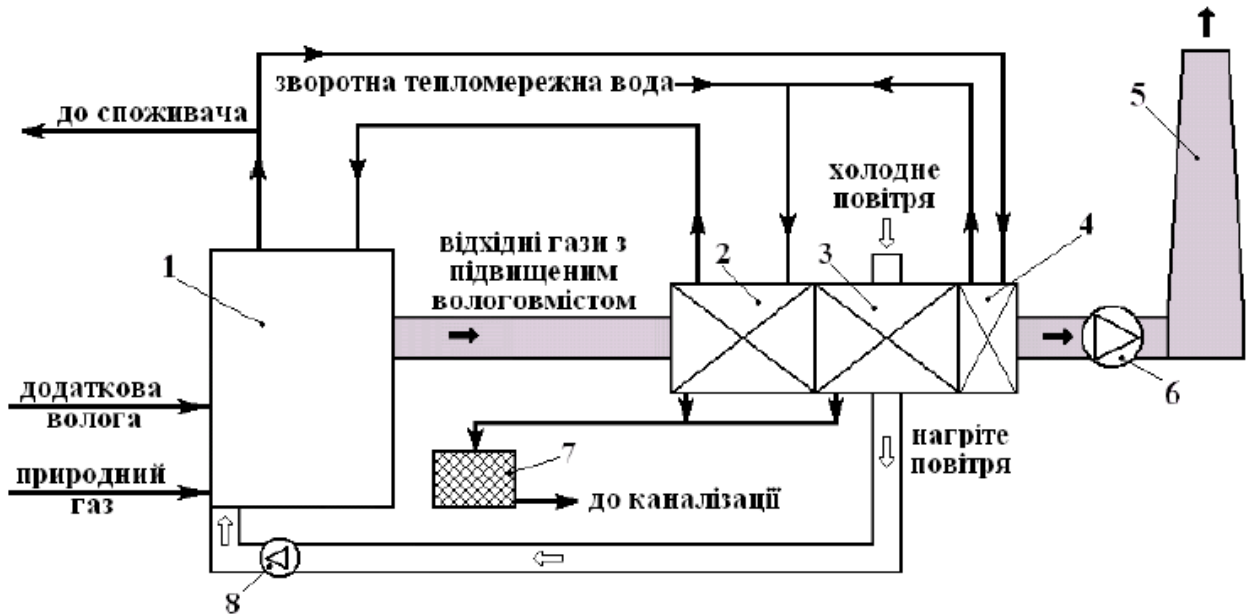 зворотна тепломережна вода
до споживача
5
холодне
повітря
4
1
відхідні гази з
підвищеним
вологовмістом
2
3
додаткова
волога
6
природний
газ
7
нагріте
повітря
до каналізації
8